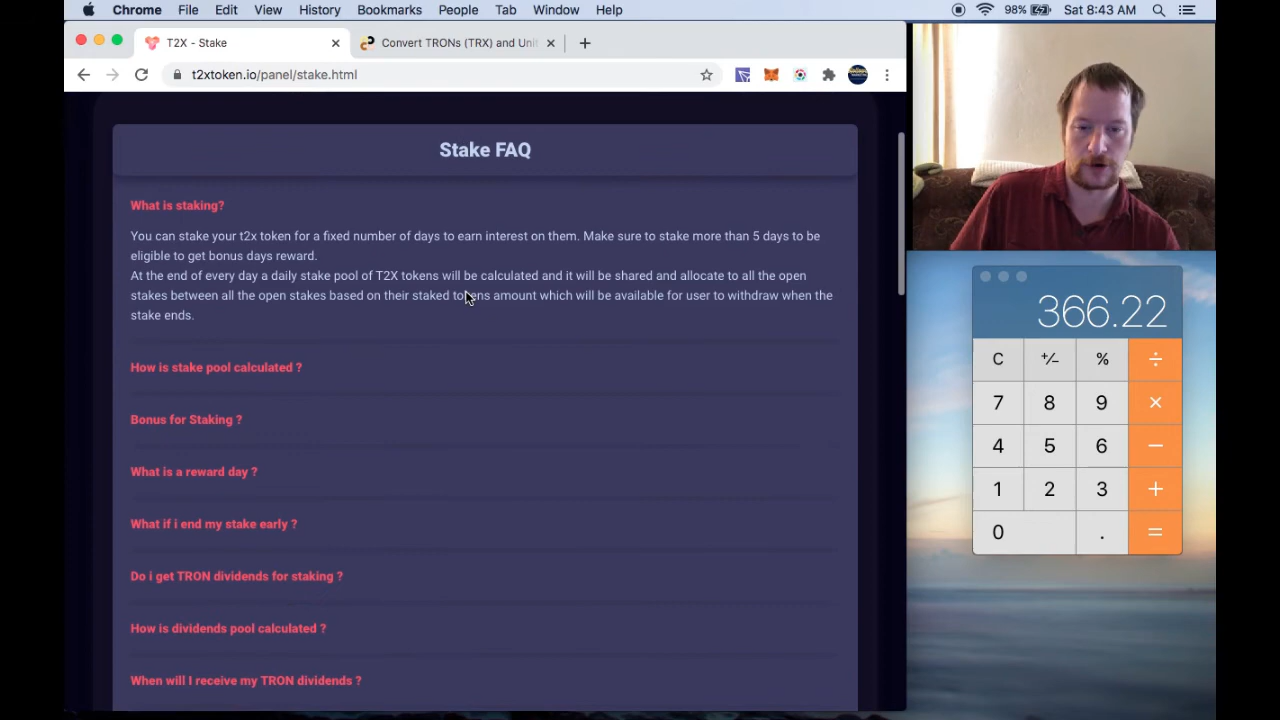 Chrome File Edit View History Bookmarks People Tab Window Help 98% Sat 8:43 AM
T2X - Stake Convert TRONs (TRX) and Unit
t2xtoken.io/panel/stake.html
Stake FAQ
What is staking?
You can stake your t2x token for a fixed number of days to earn interest on them. Make sure to stake more than 5 days to be
eligible to get bonus days reward.
At the end of every day a daily stake pool of T2X tokens will be calculated and it will be shared and allocate to all the open
stakes between all the open stakes based on their staked tokens amount which will be available for user to withdraw when the
stake ends.
How is stake pool calculated ?
Bonus for Staking ?
What is a reward day ?
What if i end my stake early ?
Do i get TRON dividends for staking ?
How is dividends pool calculated ?
When will I receive my TRON dividends ?
366.22
C +/− % ÷
7 8 9 ×
4 5 6 −
1 2 3 +
0 . =